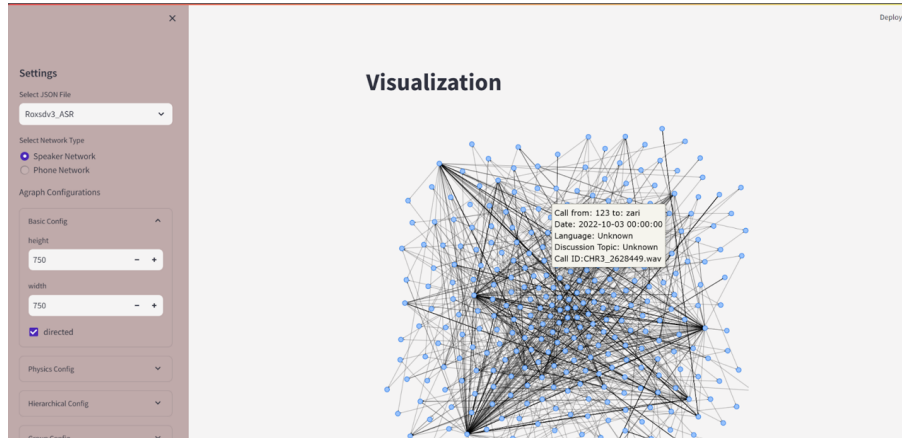 Deploy
Settings
Select JSON File
Roxsdv3_ASR
Select Network Type
Speaker Network
Phone Network
Agraph Configurations
Basic Config
height
750
width
750
directed
Physics Config
Hierarchical Config
Visualization
Call from: 123 to: zari
Date: 2022-10-03 00:00:00
Language: Unknown
Discussion Topic: Unknown
Call ID:CHR3_2628449.wav